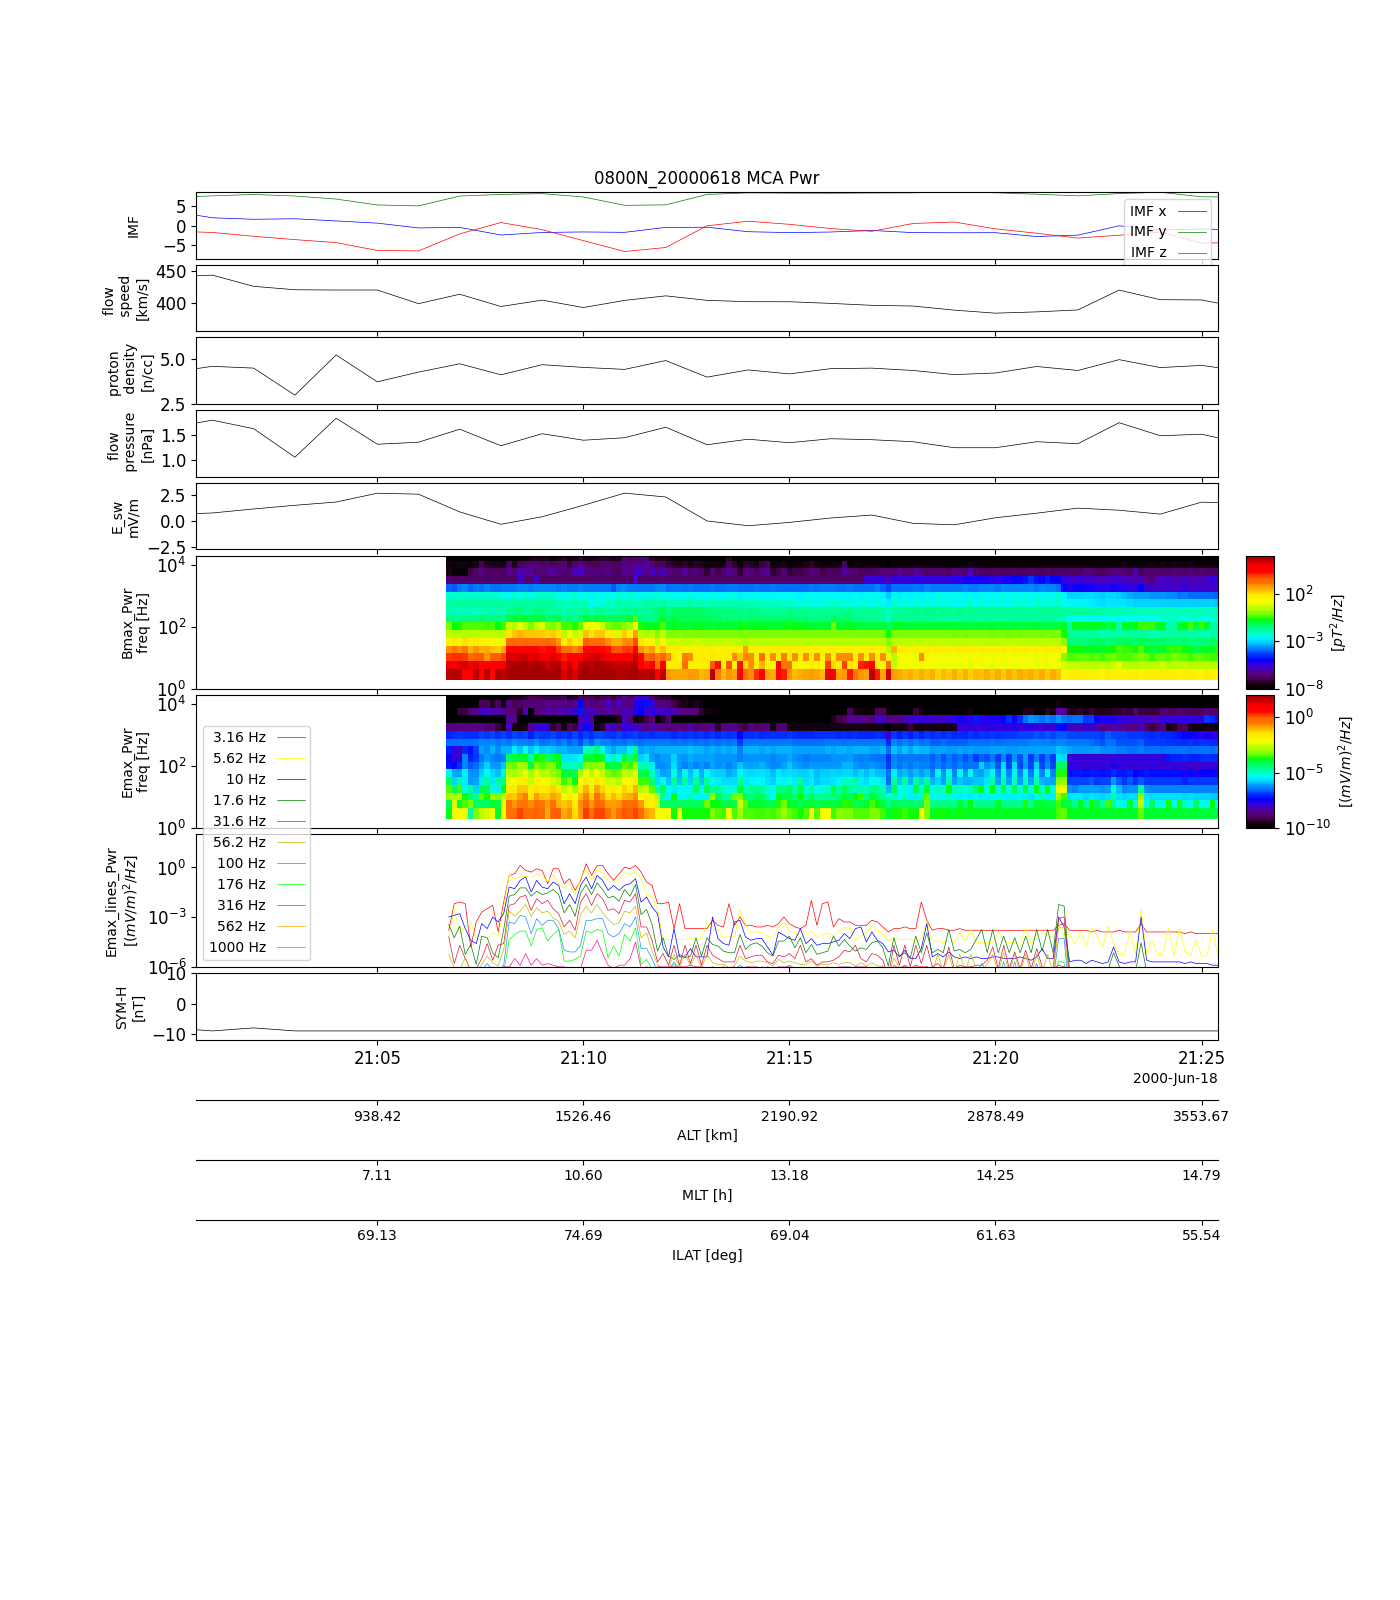 0800N_20000618 MCA Pwr
IMF
5
0
−5
IMF x
IMF y
IMF z
flow
speed
[km/s]
450
400
proton
density
[n/cc]
5.0
2.5
flow
pressure
[nPa]
1.5
1.0
E_sw
mV/m
2.5
0.0
−2.5
Bmax_Pwr
freq [Hz]
10^4
10^2
10^0
10^2
10^−3
10^−8
[pT^2/Hz]
Emax_Pwr
freq [Hz]
10^4
10^2
10^0
10^0
10^−5
10^−10
[(mV/m)^2/Hz]
3.16 Hz
5.62 Hz
10 Hz
17.6 Hz
31.6 Hz
56.2 Hz
100 Hz
176 Hz
316 Hz
562 Hz
1000 Hz
Emax_lines_Pwr
[(mV/m)^2/Hz]
10^0
10^−3
10^−6
SYM-H
[nT]
10
0
−10
21:05 21:10 21:15 21:20 21:25
2000-Jun-18
938.42 1526.46 2190.92 2878.49 3553.67
ALT [km]
7.11 10.60 13.18 14.25 14.79
MLT [h]
69.13 74.69 69.04 61.63 55.54
ILAT [deg]